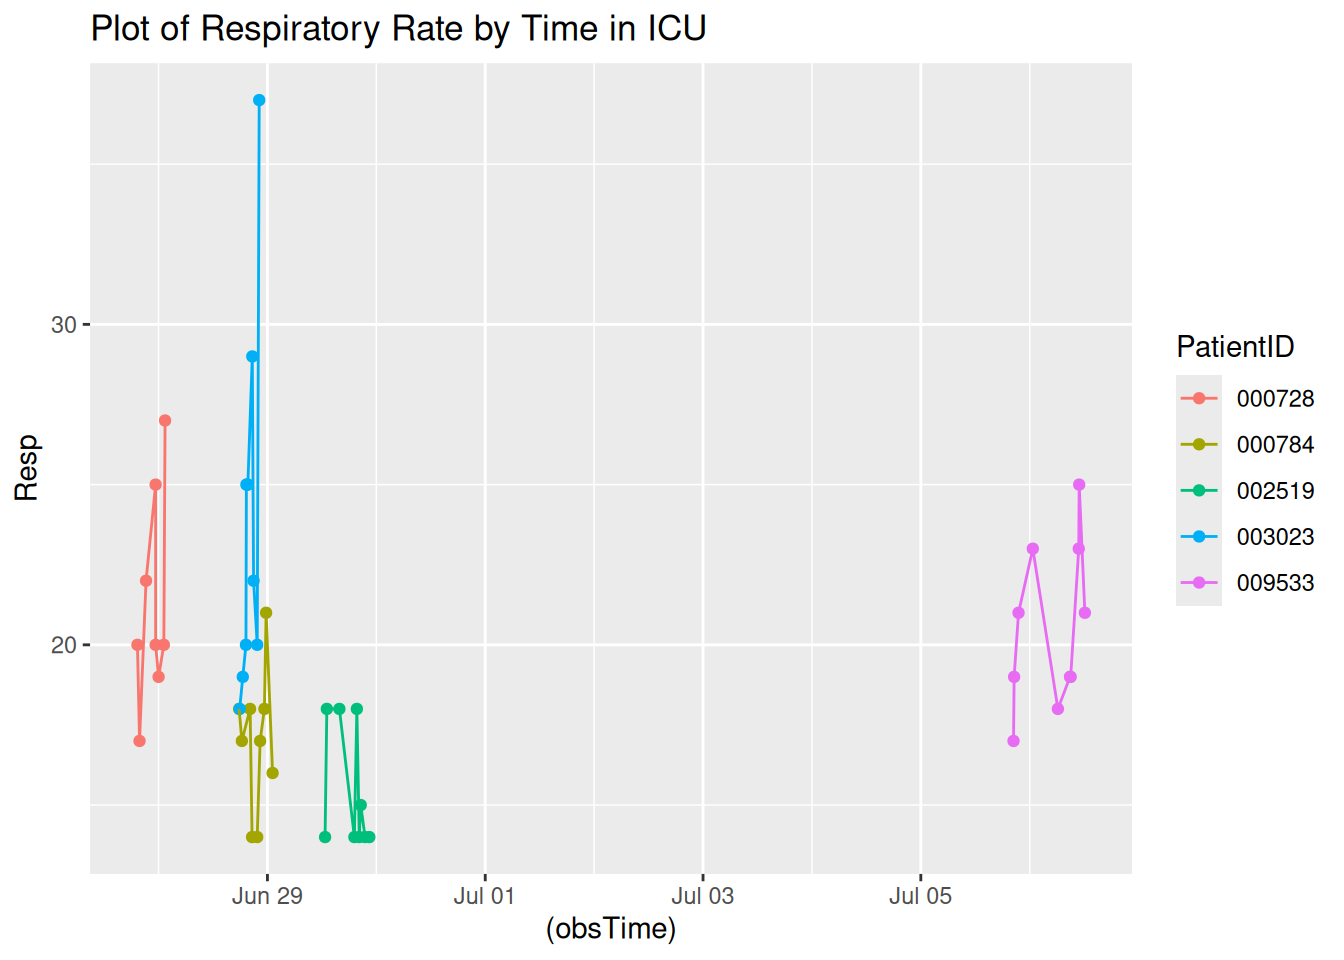 Plot of Respiratory Rate by Time in ICU
Resp
30
20
Jun 29
Jul 01
Jul 03
Jul 05
(obsTime)
PatientID
000728
000784
002519
003023
009533